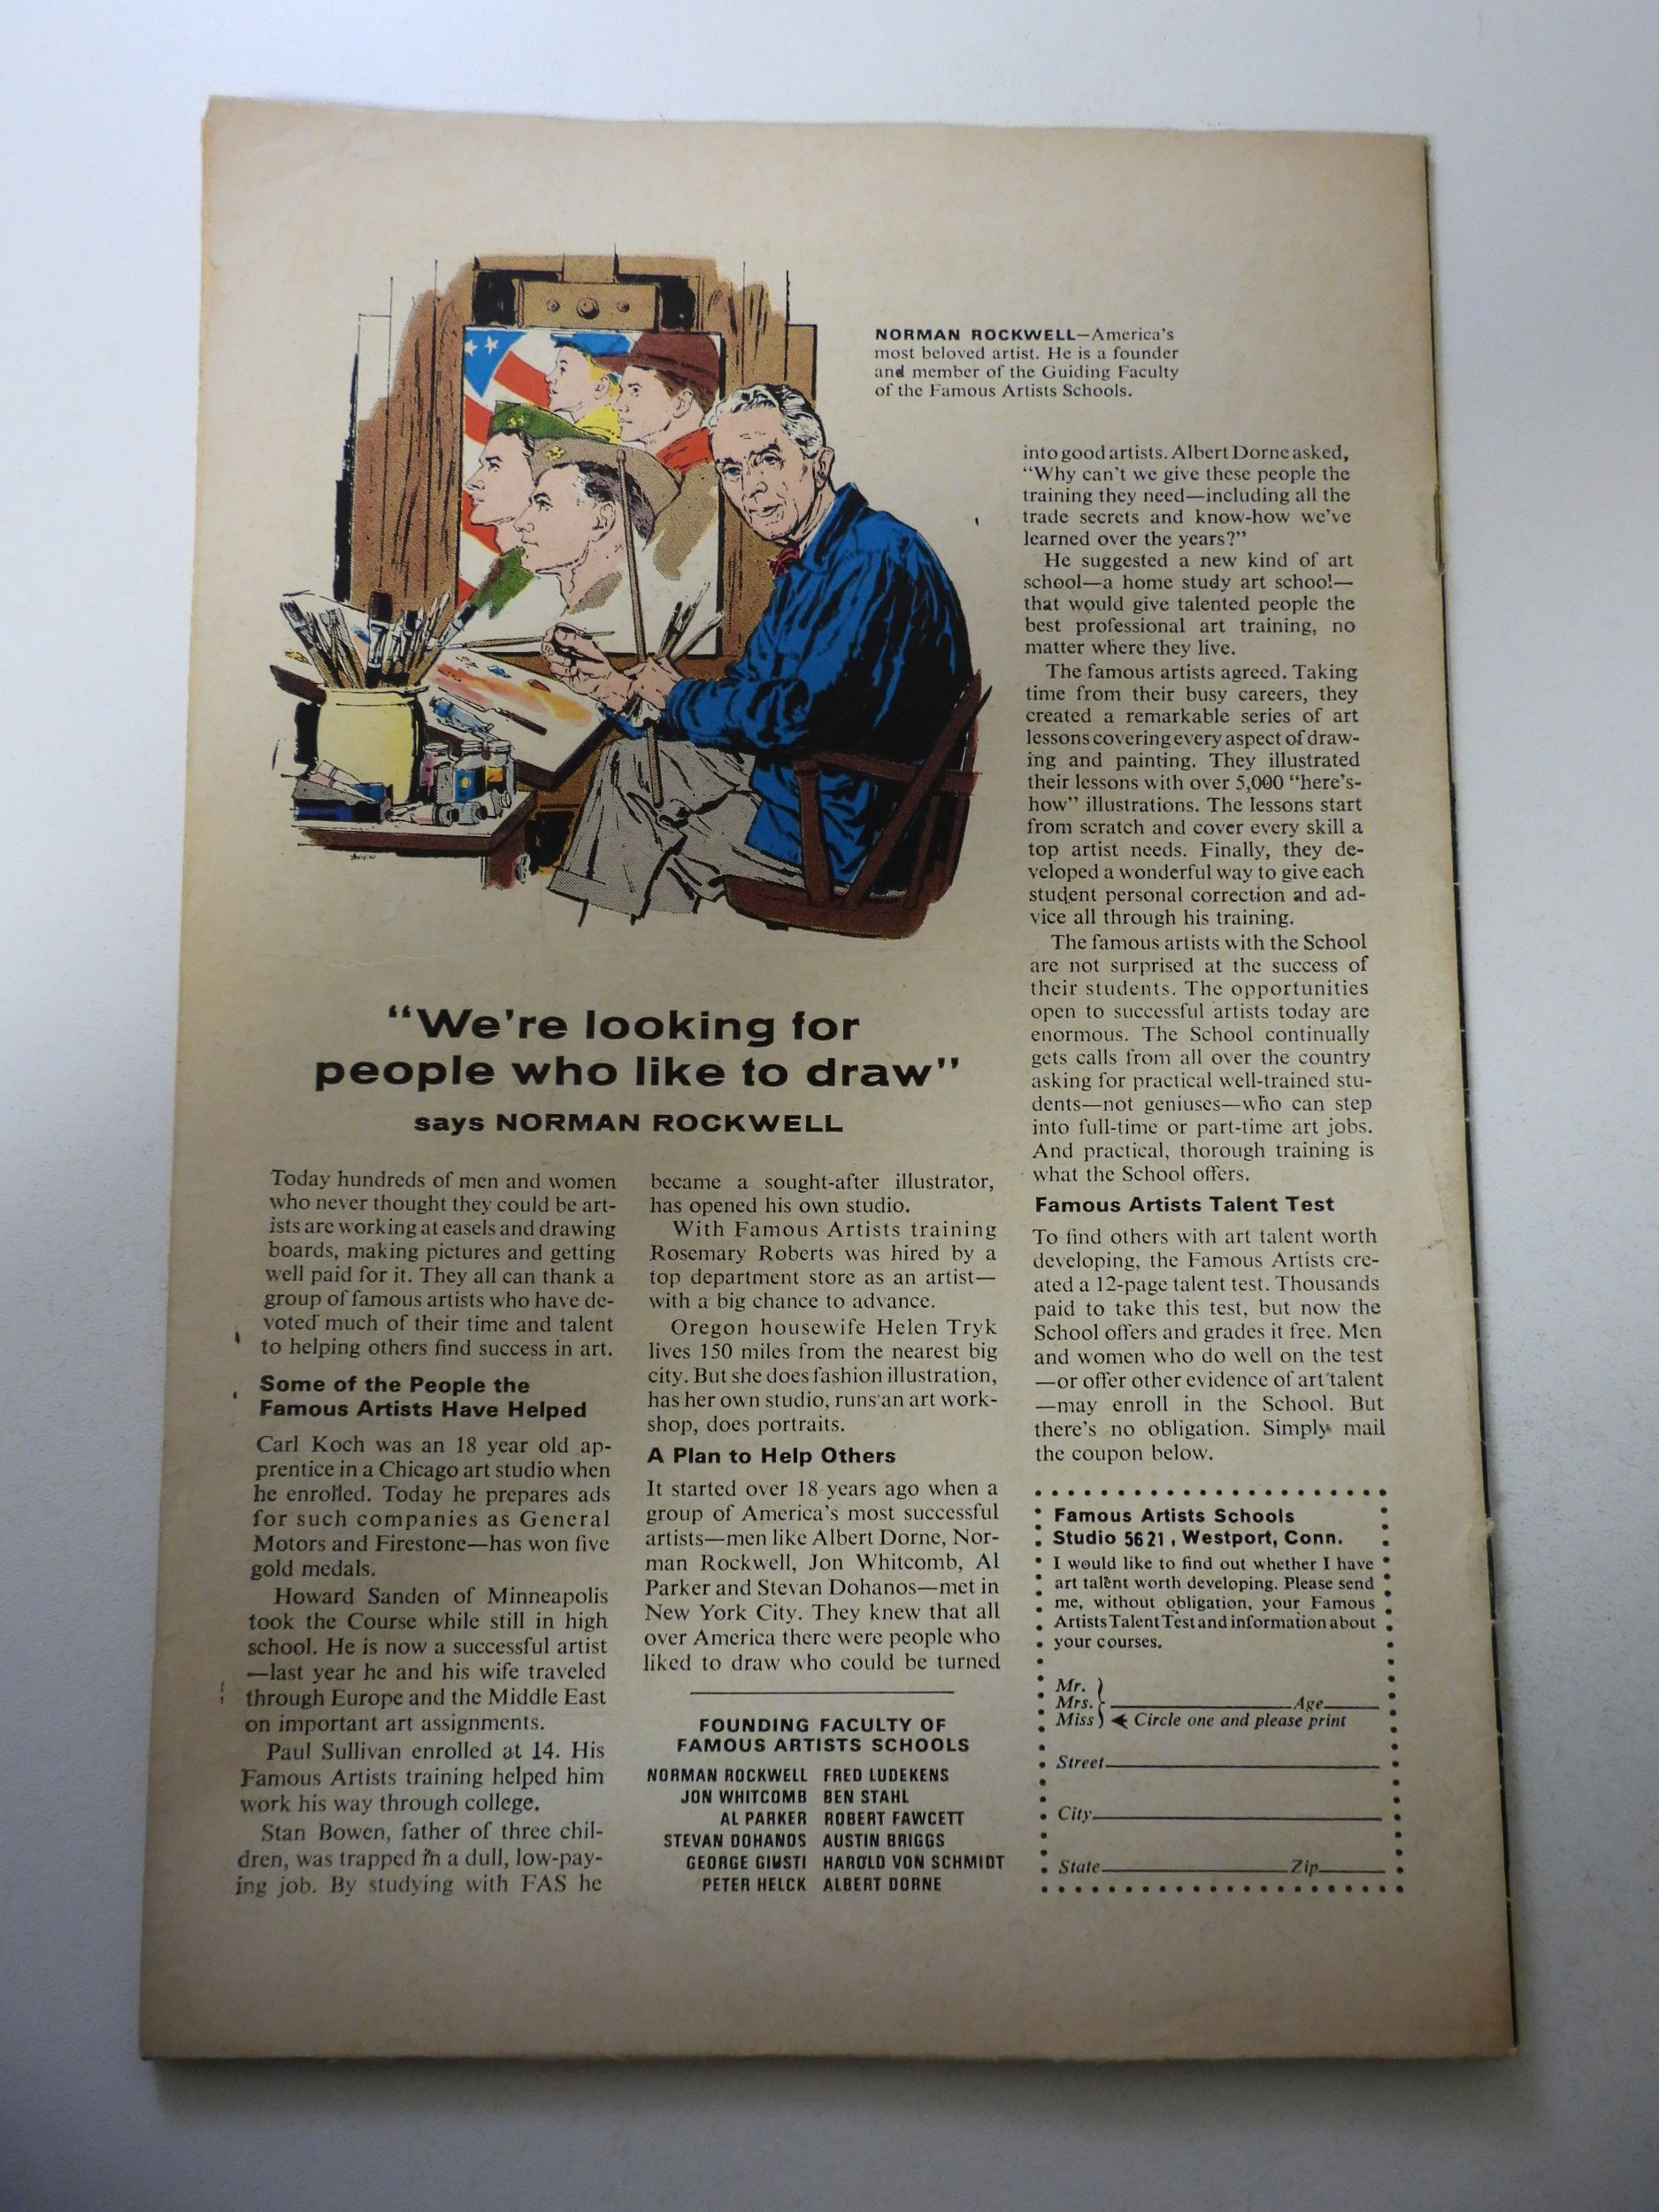 NORMAN ROCKWELL—America's
most beloved artist. He is a founder
and member of the Guiding Faculty
of the Famous Artists Schools.
"We're looking for
people who like to draw"
says NORMAN ROCKWELL
Today hundreds of men and women
who never thought they could be art-
ists are working at easels and drawing
boards, making pictures and getting
well paid for it. They all can thank a
group of famous artists who have de-
voted much of their time and talent
to helping others find success in art.
Some of the People the
Famous Artists Have Helped
Carl Koch was an 18 year old ap-
prentice in a Chicago art studio when
he enrolled. Today he prepares ads
for such companies as General
Motors and Firestone—has won five
gold medals.
Howard Sanden of Minneapolis
took the Course while still in high
school. He is now a successful artist
—last year he and his wife traveled
through Europe and the Middle East
on important art assignments.
Paul Sullivan enrolled at 14. His
Famous Artists training helped him
work his way through college.
Stan Bowen, father of three chil-
dren, was trapped in a dull, low-pay-
ing job. By studying with FAS he
became a sought-after illustrator,
has opened his own studio.
With Famous Artists training
Rosemary Roberts was hired by a
top department store as an artist—
with a big chance to advance.
Oregon housewife Helen Tryk
lives 150 miles from the nearest big
city. But she does fashion illustration,
has her own studio, runs an art work-
shop, does portraits.
A Plan to Help Others
It started over 18 years ago when a
group of America's most successful
artists—men like Albert Dorne, Nor-
man Rockwell, Jon Whitcomb, Al
Parker and Stevan Dohanos—met in
New York City. They knew that all
over America there were people who
liked to draw who could be turned
FOUNDING FACULTY OF
FAMOUS ARTISTS SCHOOLS
NORMAN ROCKWELL FRED LUDEKENS
JON WHITCOMB BEN STAHL
AL PARKER ROBERT FAWCETT
STEVAN DOHANOS AUSTIN BRIGGS
GEORGE GIUSTI HAROLD VON SCHMIDT
PETER HELCK ALBERT DORNE
into good artists. Albert Dorne asked,
"Why can't we give these people the
training they need—including all the
trade secrets and know-how we've
learned over the years?"
He suggested a new kind of art
school—a home study art school—
that would give talented people the
best professional art training, no
matter where they live.
The famous artists agreed. Taking
time from their busy careers, they
created a remarkable series of art
lessons covering every aspect of draw-
ing and painting. They illustrated
their lessons with over 5,000 "here's-
how" illustrations. The lessons start
from scratch and cover every skill a
top artist needs. Finally, they de-
veloped a wonderful way to give each
student personal correction and ad-
vice all through his training.
The famous artists with the School
are not surprised at the success of
their students. The opportunities
open to successful artists today are
enormous. The School continually
gets calls from all over the country
asking for practical well-trained stu-
dents—not geniuses—who can step
into full-time or part-time art jobs.
And practical, thorough training is
what the School offers.
Famous Artists Talent Test
To find others with art talent worth
developing, the Famous Artists cre-
ated a 12-page talent test. Thousands
paid to take this test, but now the
School offers and grades it free. Men
and women who do well on the test
—or offer other evidence of art talent
—may enroll in the School. But
there's no obligation. Simply mail
the coupon below.
Famous Artists Schools
Studio 5621, Westport, Conn.
I would like to find out whether I have
art talent worth developing. Please send
me, without obligation, your Famous
Artists Talent Test and information about
your courses.
Mr.
Mrs. Age
Miss Circle one and please print
Street
City
State Zip